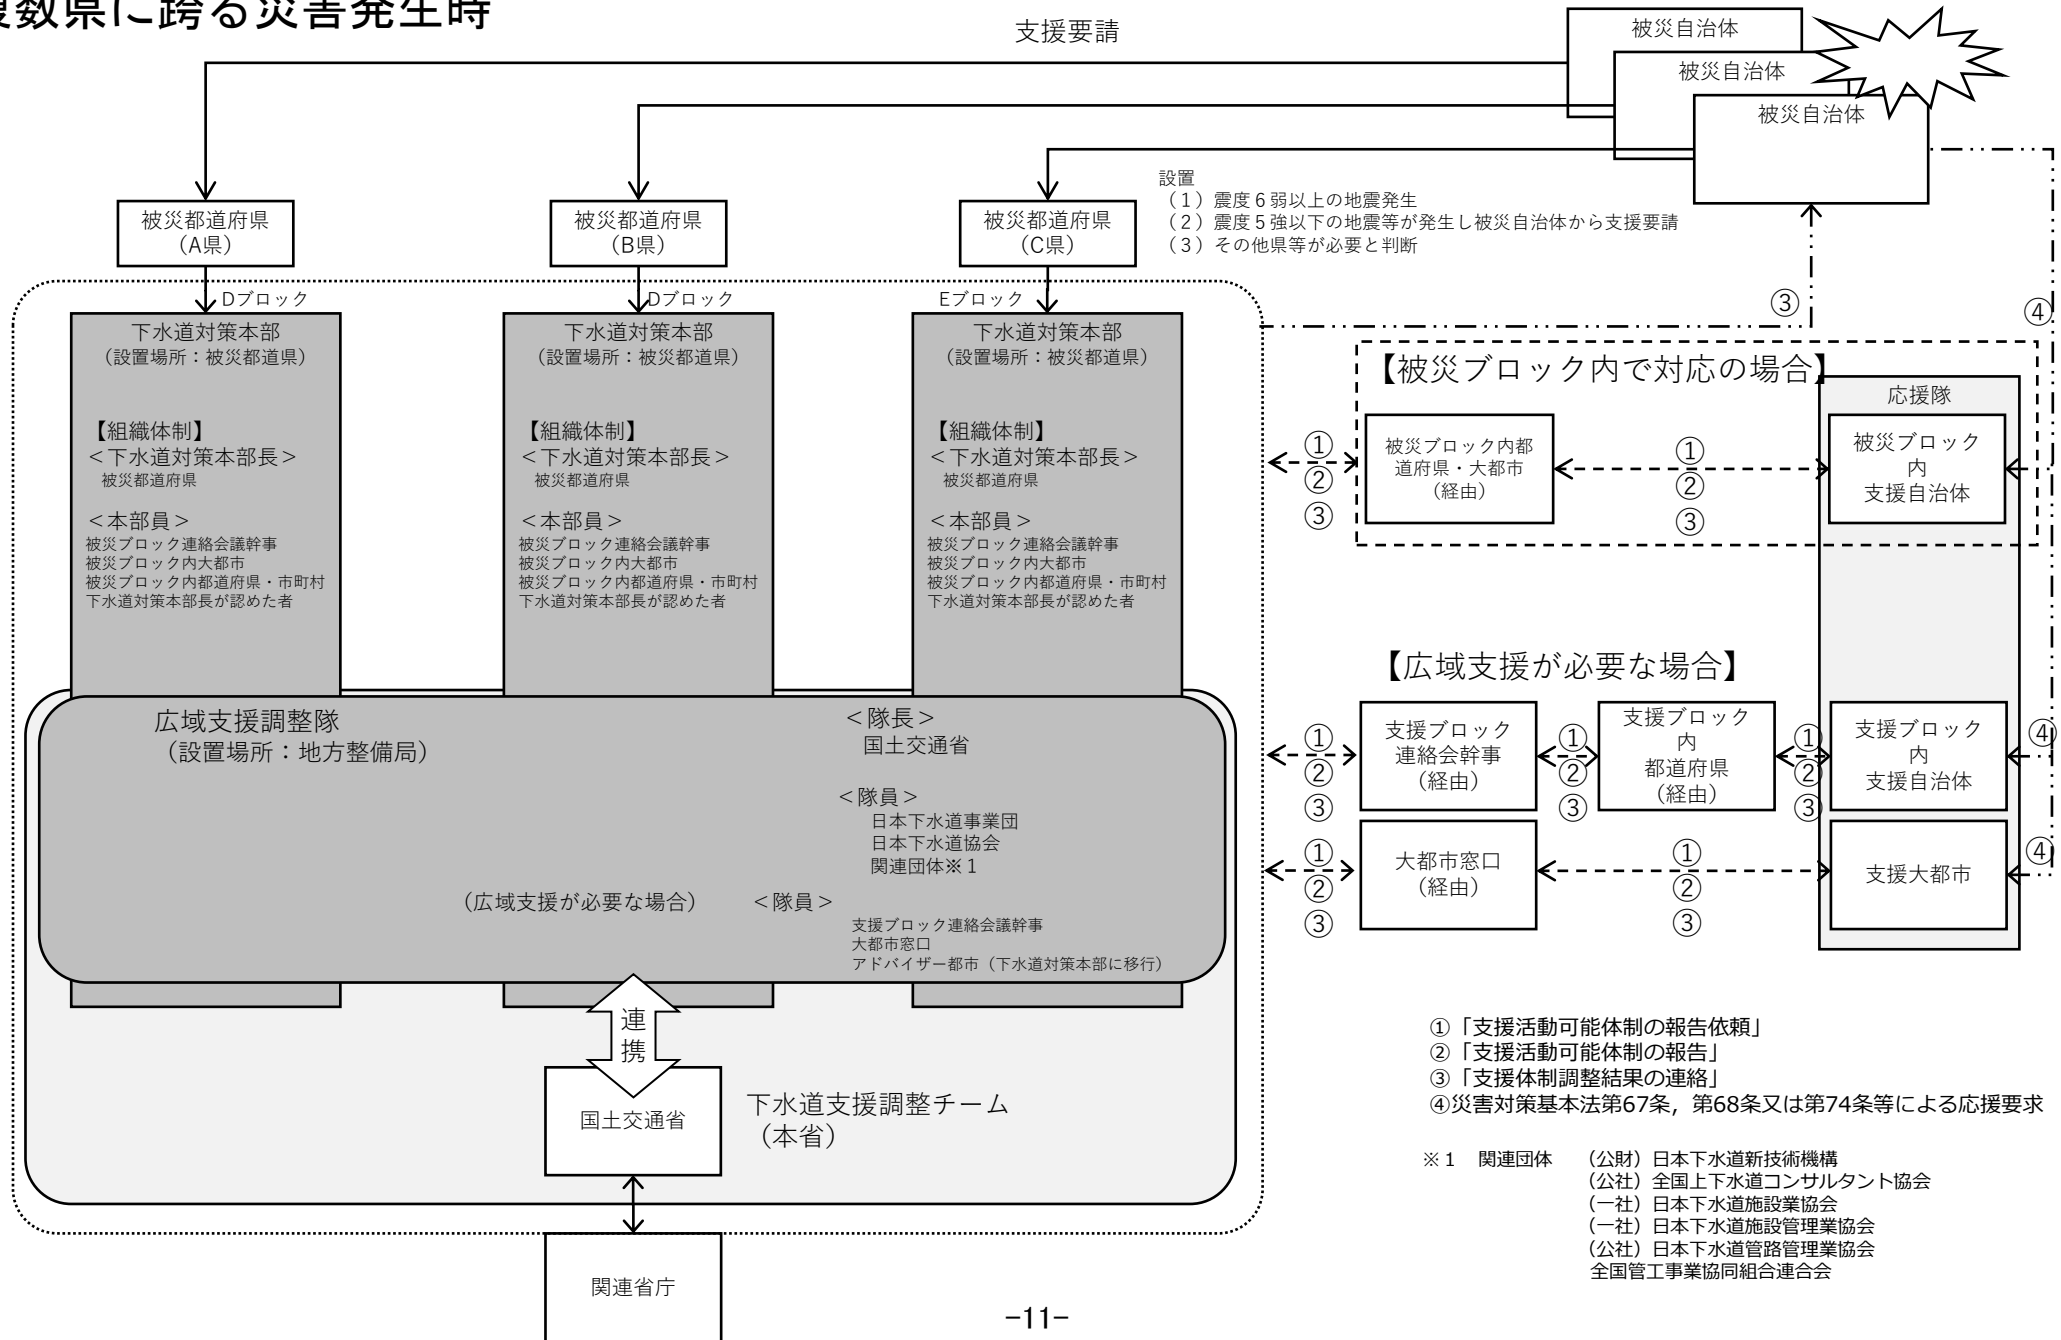 複数県に跨る災害発生時
支援要請
被災自治体
被災自治体
被災自治体
被災都道府県
（A県）
被災都道府県
（B県）
被災都道府県
（C県）
設置
（１）震度６弱以上の地震発生
（２）震度５強以下の地震等が発生し被災自治体から支援要請
（３）その他県等が必要と判断
Dブロック
Dブロック
Eブロック
下水道対策本部
（設置場所：被災都道県）
【組織体制】
＜下水道対策本部長＞
被災都道府県
＜本部員＞
被災ブロック連絡会議幹事
被災ブロック内大都市
被災ブロック内都道府県・市町村
下水道対策本部長が認めた者
下水道対策本部
（設置場所：被災都道県）
【組織体制】
＜下水道対策本部長＞
被災都道府県
＜本部員＞
被災ブロック連絡会議幹事
被災ブロック内大都市
被災ブロック内都道府県・市町村
下水道対策本部長が認めた者
下水道対策本部
（設置場所：被災都道県）
【組織体制】
＜下水道対策本部長＞
被災都道府県
＜本部員＞
被災ブロック連絡会議幹事
被災ブロック内大都市
被災ブロック内都道府県・市町村
下水道対策本部長が認めた者
広域支援調整隊
（設置場所：地方整備局）
＜隊長＞
国土交通省
＜隊員＞
日本下水道事業団
日本下水道協会
関連団体※１
（広域支援が必要な場合）
＜隊員＞
支援ブロック連絡会議幹事
大都市窓口
アドバイザー都市（下水道対策本部に移行）
連
携
国土交通省
下水道支援調整チーム
（本省）
関連省庁
③
④
【被災ブロック内で対応の場合】
応援隊
①
②
③
被災ブロック内都
道府県・大都市
（経由）
①
②
③
被災ブロック
内
支援自治体
【広域支援が必要な場合】
①
②
③
支援ブロック
連絡会幹事
（経由）
①
②
③
支援ブロック
内
都道府県
（経由）
①
②
③
支援ブロック
内
支援自治体
④
①
②
③
大都市窓口
（経由）
①
②
③
支援大都市
④
①「支援活動可能体制の報告依頼」
②「支援活動可能体制の報告」
③「支援体制調整結果の連絡」
④災害対策基本法第67条，第68条又は第74条等による応援要求
※１　関連団体　（公財）日本下水道新技術機構
（公社）全国上下水道コンサルタント協会
（一社）日本下水道施設業協会
（一社）日本下水道施設管理業協会
（公社）日本下水道管路管理業協会
全国管工事業協同組合連合会
－11－